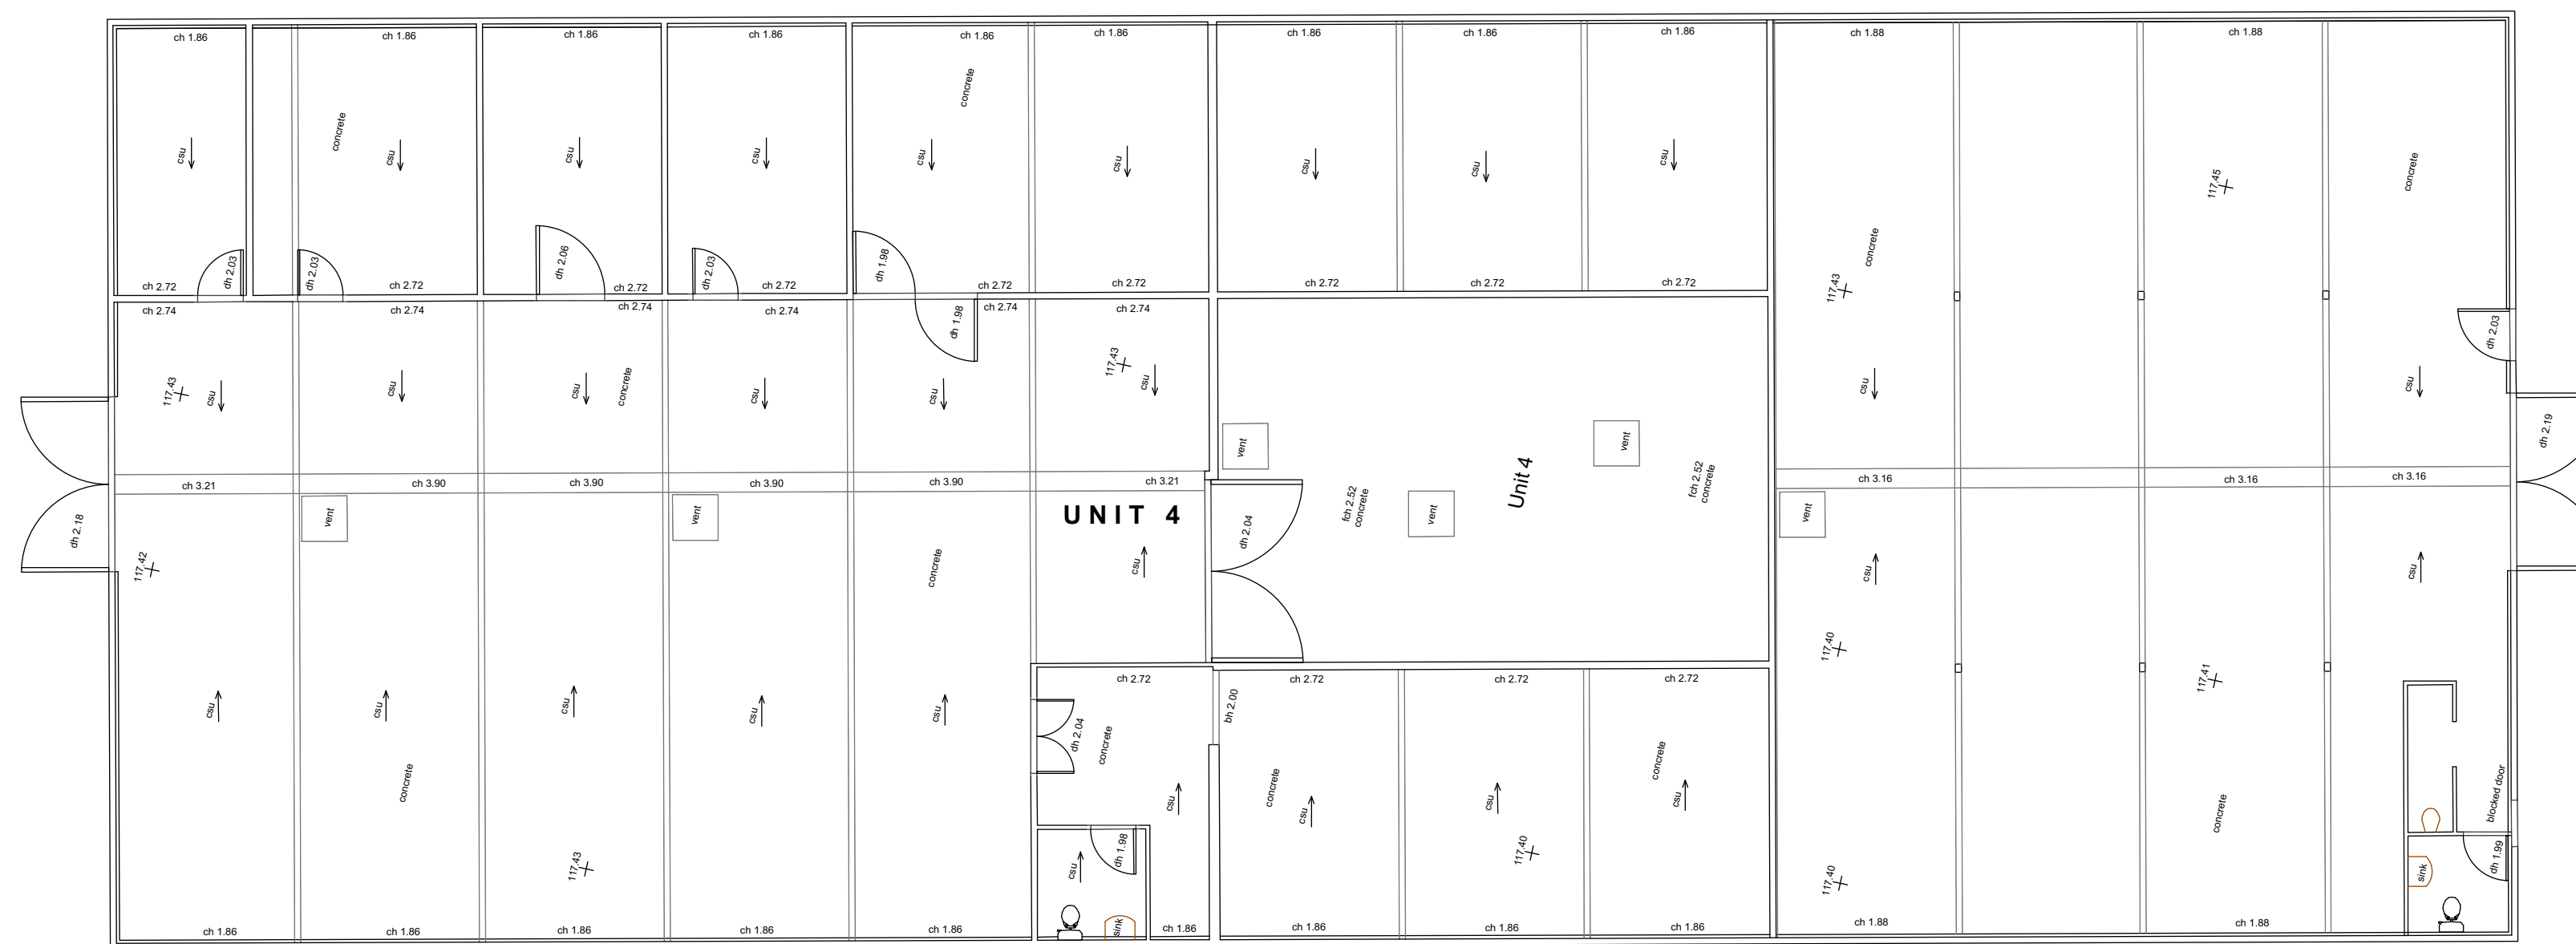 ch 1.86
ch 1.86
ch 1.86
ch 1.86
ch 1.86
ch 1.86
ch 1.86
ch 1.86
ch 1.86
ch 1.88
ch 1.88
concrete
concrete
csu
csu
csu
csu
csu
csu
csu
csu
csu
117.45
concrete
concrete
117.43
dh 2.03
dh 2.03
dh 2.06
dh 2.03
dh 1.98
ch 2.72
ch 2.72
ch 2.72
ch 2.72
ch 2.72
ch 2.72
ch 2.72
ch 2.72
ch 2.72
ch 2.74
ch 2.74
ch 2.74
ch 2.74
ch 2.74
ch 2.74
dh 1.98
dh 2.03
117.43
csu
csu
csu
concrete
csu
csu
117.43
csu
csu
csu
dh 2.19
vent
vent
ch 3.21
ch 3.90
ch 3.90
ch 3.90
ch 3.90
ch 3.21
ch 3.16
ch 3.16
ch 3.16
dh 2.18
vent
vent
UNIT 4
dh 2.04
fch 2.52
concrete
vent
Unit 4
fch 2.52
concrete
vent
117.42
concrete
csu
csu
csu
117.40
117.41
ch 2.72
ch 2.72
ch 2.72
ch 2.72
csu
csu
csu
csu
csu
dh 2.04
concrete
bh 2.00
concrete
concrete
concrete
csu
csu
csu
csu
concrete
blocked door
117.43
csu
dh 1.98
117.40
117.40
sink
dh 1.99
sink
ch 1.86
ch 1.86
ch 1.86
ch 1.86
ch 1.86
ch 1.86
ch 1.86
ch 1.86
ch 1.86
ch 1.88
ch 1.88